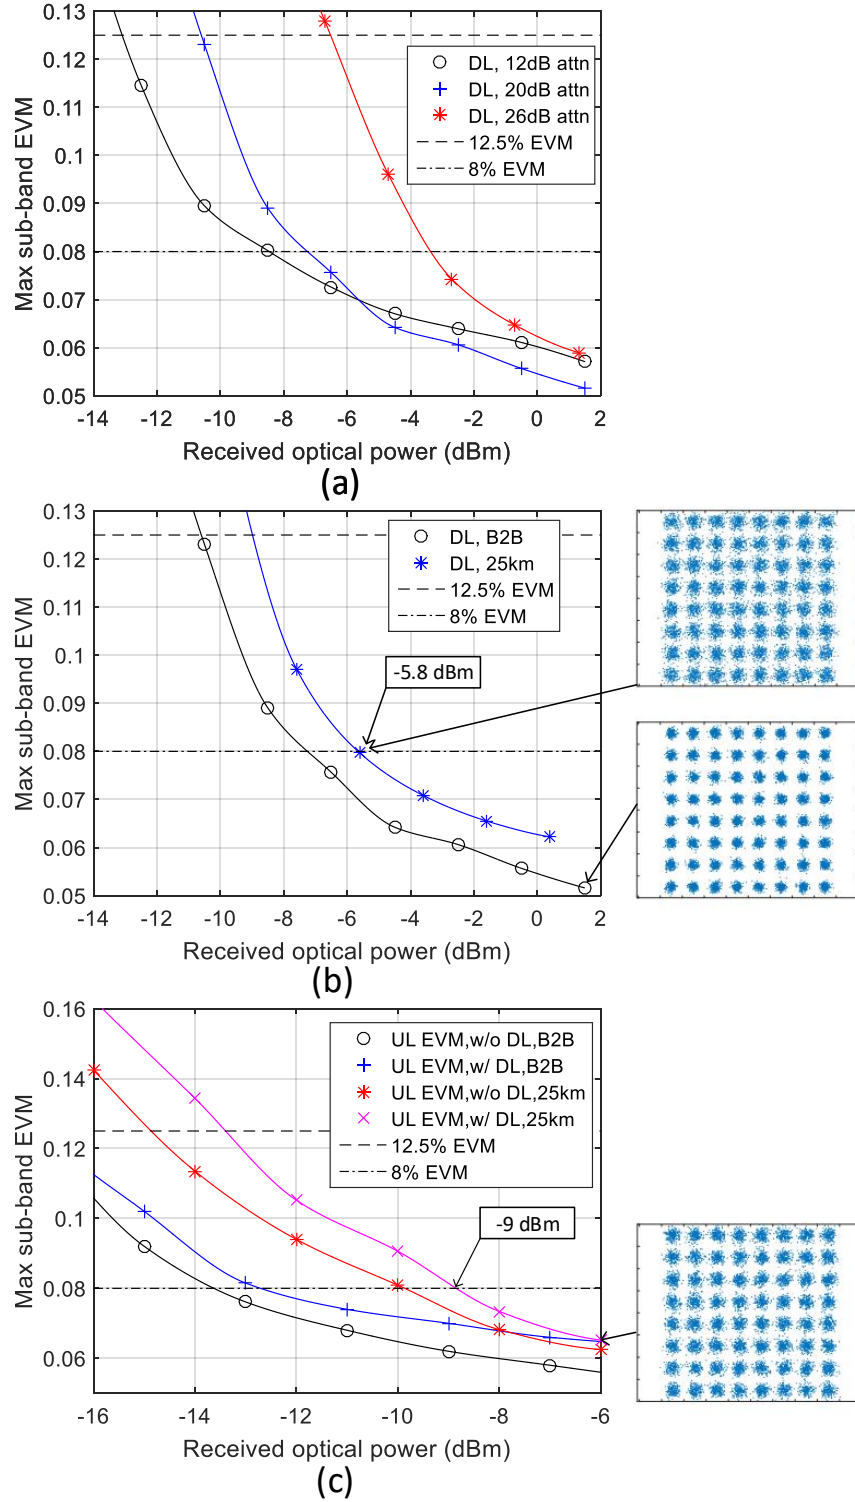 0.13
0.12
0.11
0.1
0.09
0.08
0.07
0.06
0.05
Max sub-band EVM
DL, 12dB attn
DL, 20dB attn
DL, 26dB attn
12.5% EVM
8% EVM
-14 -12 -10 -8 -6 -4 -2 0 2
Received optical power (dBm)
(a)
0.13
0.12
0.11
0.1
0.09
0.08
0.07
0.06
0.05
Max sub-band EVM
DL, B2B
DL, 25km
12.5% EVM
8% EVM
-5.8 dBm
-14 -12 -10 -8 -6 -4 -2 0 2
Received optical power (dBm)
(b)
0.16
0.14
0.12
0.1
0.08
0.06
Max sub-band EVM
UL EVM,w/o DL,B2B
UL EVM,w/ DL,B2B
UL EVM,w/o DL,25km
UL EVM,w/ DL,25km
12.5% EVM
8% EVM
-9 dBm
-16 -14 -12 -10 -8 -6
Received optical power (dBm)
(c)